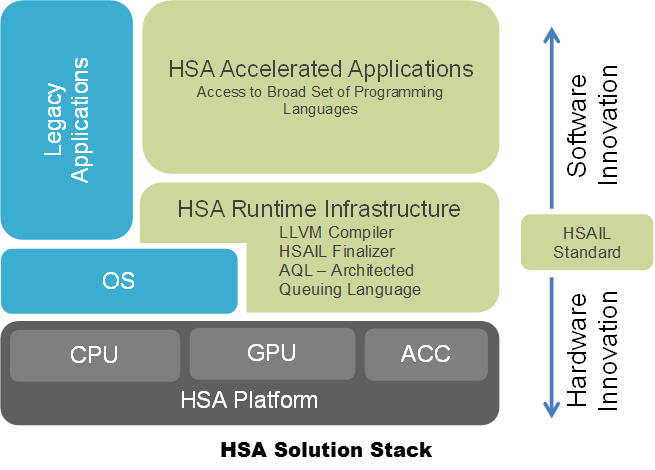 Legacy
Applications
HSA Accelerated Applications
Access to Broad Set of Programming
Languages
HSA Runtime Infrastructure
LLVM Compiler
HSAIL Finalizer
AQL – Architected
Queuing Language
OS
CPU
GPU
ACC
HSA Platform
Software
Innovation
HSAIL
Standard
Hardware
Innovation
HSA Solution Stack